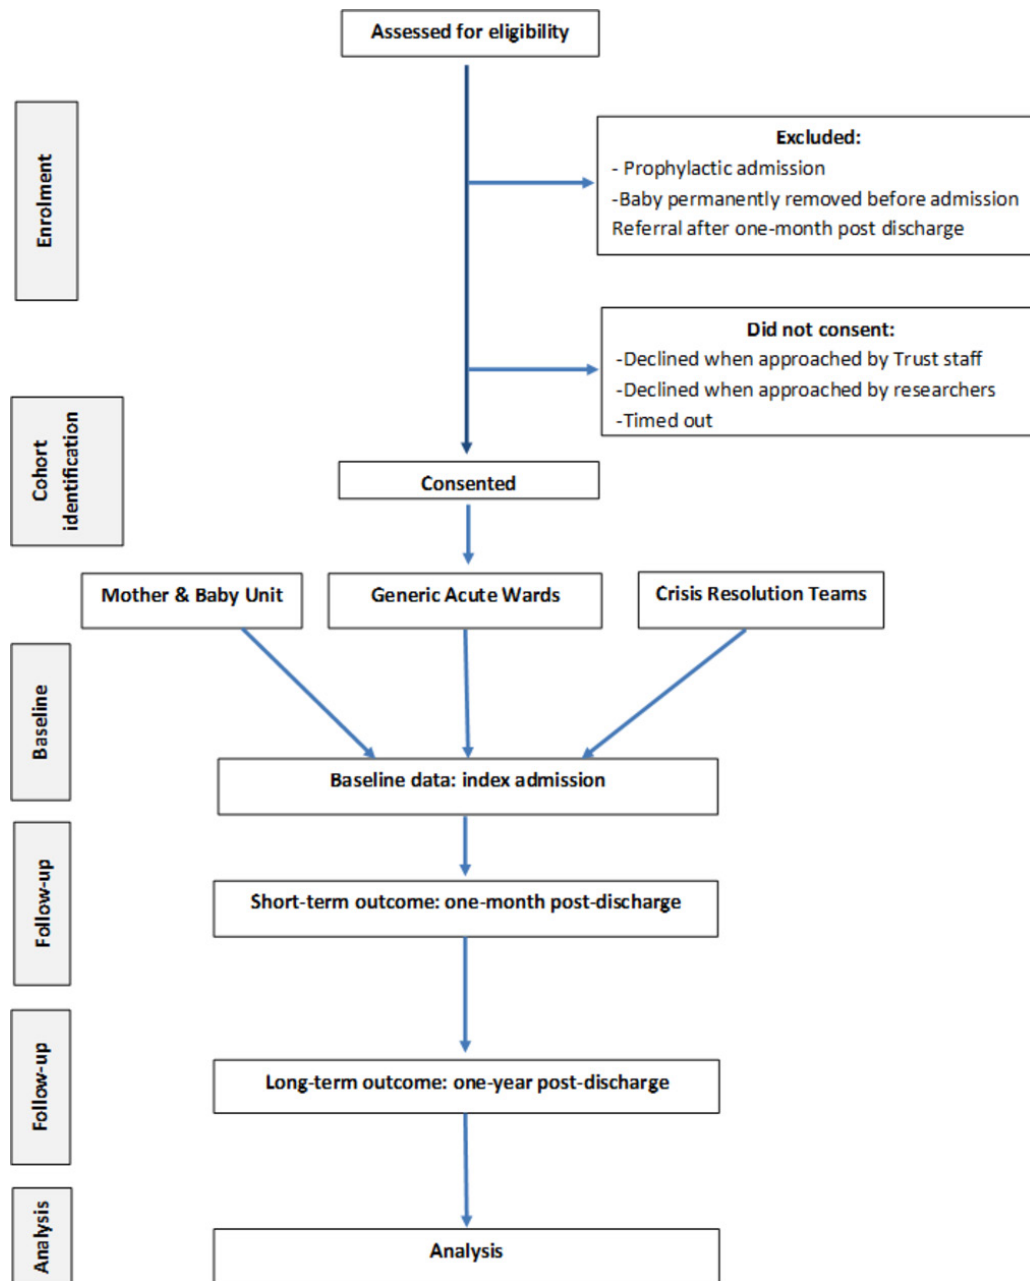 Assessed for eligibility
Enrolment
Excluded:
- Prophylactic admission
-Baby permanently removed before admission
Referral after one-month post discharge
Did not consent:
-Declined when approached by Trust staff
-Declined when approached by researchers
-Timed out
Cohort
identification
Consented
Mother & Baby Unit
Generic Acute Wards
Crisis Resolution Teams
Baseline
Baseline data: index admission
Follow-up
Short-term outcome: one-month post-discharge
Follow-up
Long-term outcome: one-year post-discharge
Analysis
Analysis